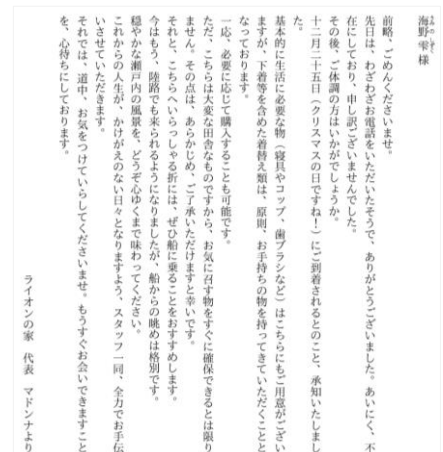 海野雫様
前略、ごめんくださいませ。
先日は、わざわざお電話をいただいたそうで、ありがとうございました。あいにく、不
在にしており、申し訳ございませんでした。
その後、ご体調の方はいかがでしょうか。
十二月二十五日（クリスマスの日ですね！）にご到着されるとのこと、承知いたしまし
た。
基本的に生活に必要な物（寝具やコップ、歯ブラシなど）はこちらにもご用意がござい
ますが、下着等を含めた着替え類は、原則、お手持ちの物を持ってきていただくことと
なっております。
一応、必要に応じて購入することも可能です。
ただ、こちらは大変な田舎なものですから、お気に召す物をすぐに確保できるとは限り
ません。その点は、あらかじめ、ご了承いただけますと幸いです。
それと、こちらへいらっしゃる折には、ぜひ船に乗ることをおすすめします。
今はもう、陸路でも来られるようになりましたが、船からの眺めは格別です。
穏やかな瀬戸内の風景を、どうぞ心ゆくまで味わってください。
これからの人生が、かけがえのない日々となりますよう、スタッフ一同、全力でお手伝
いさせていただきます。
それでは、道中、お気をつけていらしてくださいませ。もうすぐお会いできますこと
を、心待ちにしております。
ライオンの家 代表 マドンナより